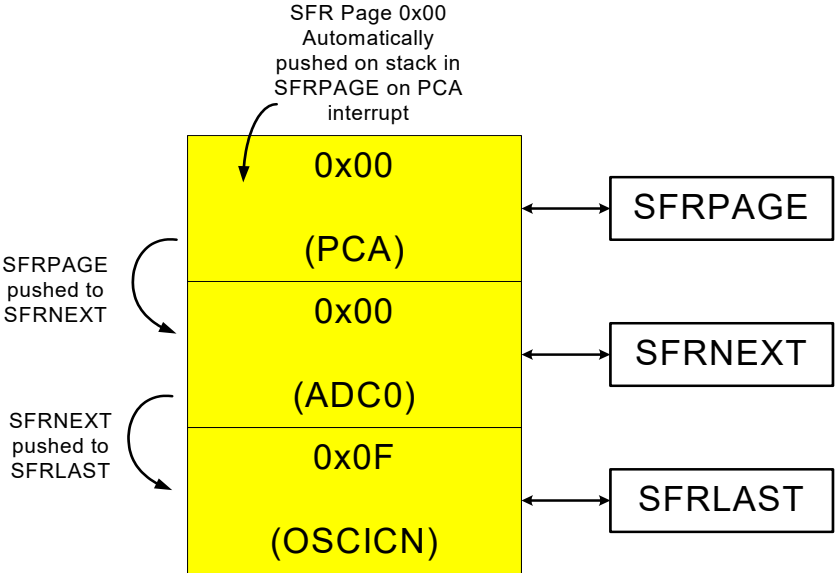 SFR Page 0x00
Automatically
pushed on stack in
SFRPAGE on PCA
interrupt
0x00
(PCA)
SFRPAGE
SFRPAGE
pushed to
SFRNEXT
0x00
(ADC0)
SFRNEXT
SFRNEXT
pushed to
SFRLAST
0x0F
(OSCICN)
SFRLAST